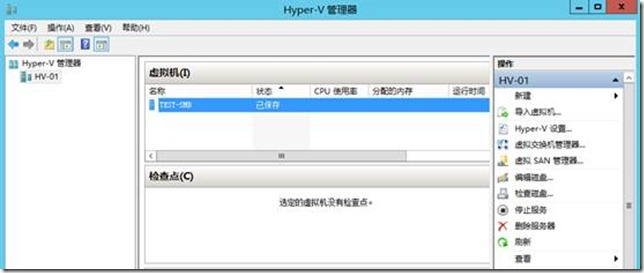 Hyper-V 管理器
文件(F) 操作(A) 查看(V) 帮助(H)
Hyper-V 管理器
HV-01
虚拟机(I)
名称 状态 CPU 使用率 分配的内存 运行时间
TEST-SMB 已保存
检查点(C)
选定的虚拟机没有检查点。
操作
HV-01
新建
导入虚拟机...
Hyper-V 设置...
虚拟交换机管理器...
虚拟 SAN 管理器...
编辑磁盘...
检查磁盘...
停止服务
删除服务器
刷新
查看